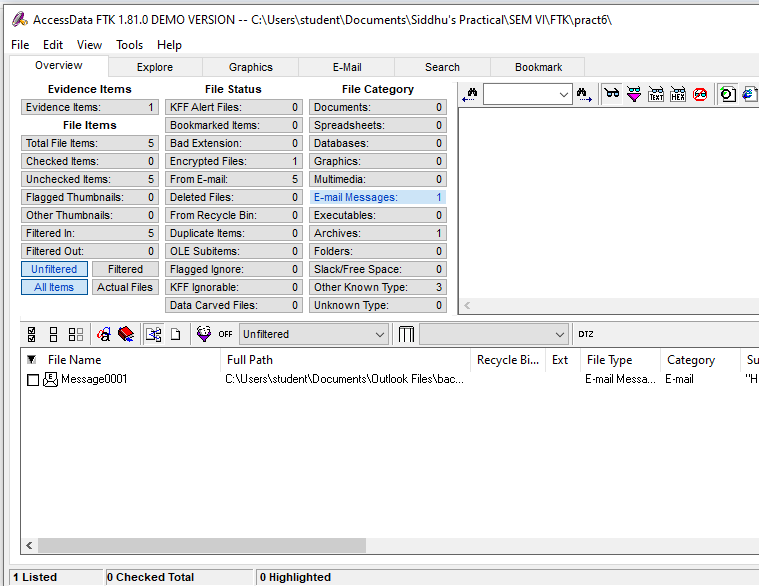 AccessData FTK 1.81.0 DEMO VERSION -- C:\Users\student\Documents\Siddhu's Practical\SEM VI\FTK\pract6\
File Edit View Tools Help
Overview Explore Graphics E-Mail Search Bookmark
Evidence Items File Status File Category
Evidence Items: 1 KFF Alert Files: 0 Documents: 0
File Items Bookmarked Items: 0 Spreadsheets: 0
Total File Items: 5 Bad Extension: 0 Databases: 0
Checked Items: 0 Encrypted Files: 1 Graphics: 0
Unchecked Items: 5 From E-mail: 5 Multimedia: 0
Flagged Thumbnails: 0 Deleted Files: 0 E-mail Messages: 1
Other Thumbnails: 0 From Recycle Bin: 0 Executables: 0
Filtered In: 5 Duplicate Items: 0 Archives: 1
Filtered Out: 0 OLE Subitems: 0 Folders: 0
Unfiltered Filtered Flagged Ignore: 0 Slack/Free Space: 0
All Items Actual Files KFF Ignorable: 0 Other Known Type: 3
Data Carved Files: 0 Unknown Type: 0
TEXT HEX
OFF Unfiltered DTZ
File Name Full Path Recycle Bi... Ext File Type Category Su
Message0001 C:\Users\student\Documents\Outlook Files\bac... E-mail Messa... E-mail "H
1 Listed 0 Checked Total 0 Highlighted